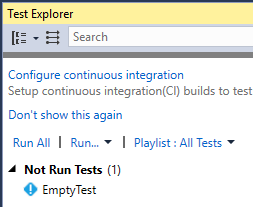 Test Explorer
Search
Configure continuous integration
Setup continuous integration(CI) builds to test
Don't show this again
Run All | Run... | Playlist : All Tests
Not Run Tests (1)
EmptyTest